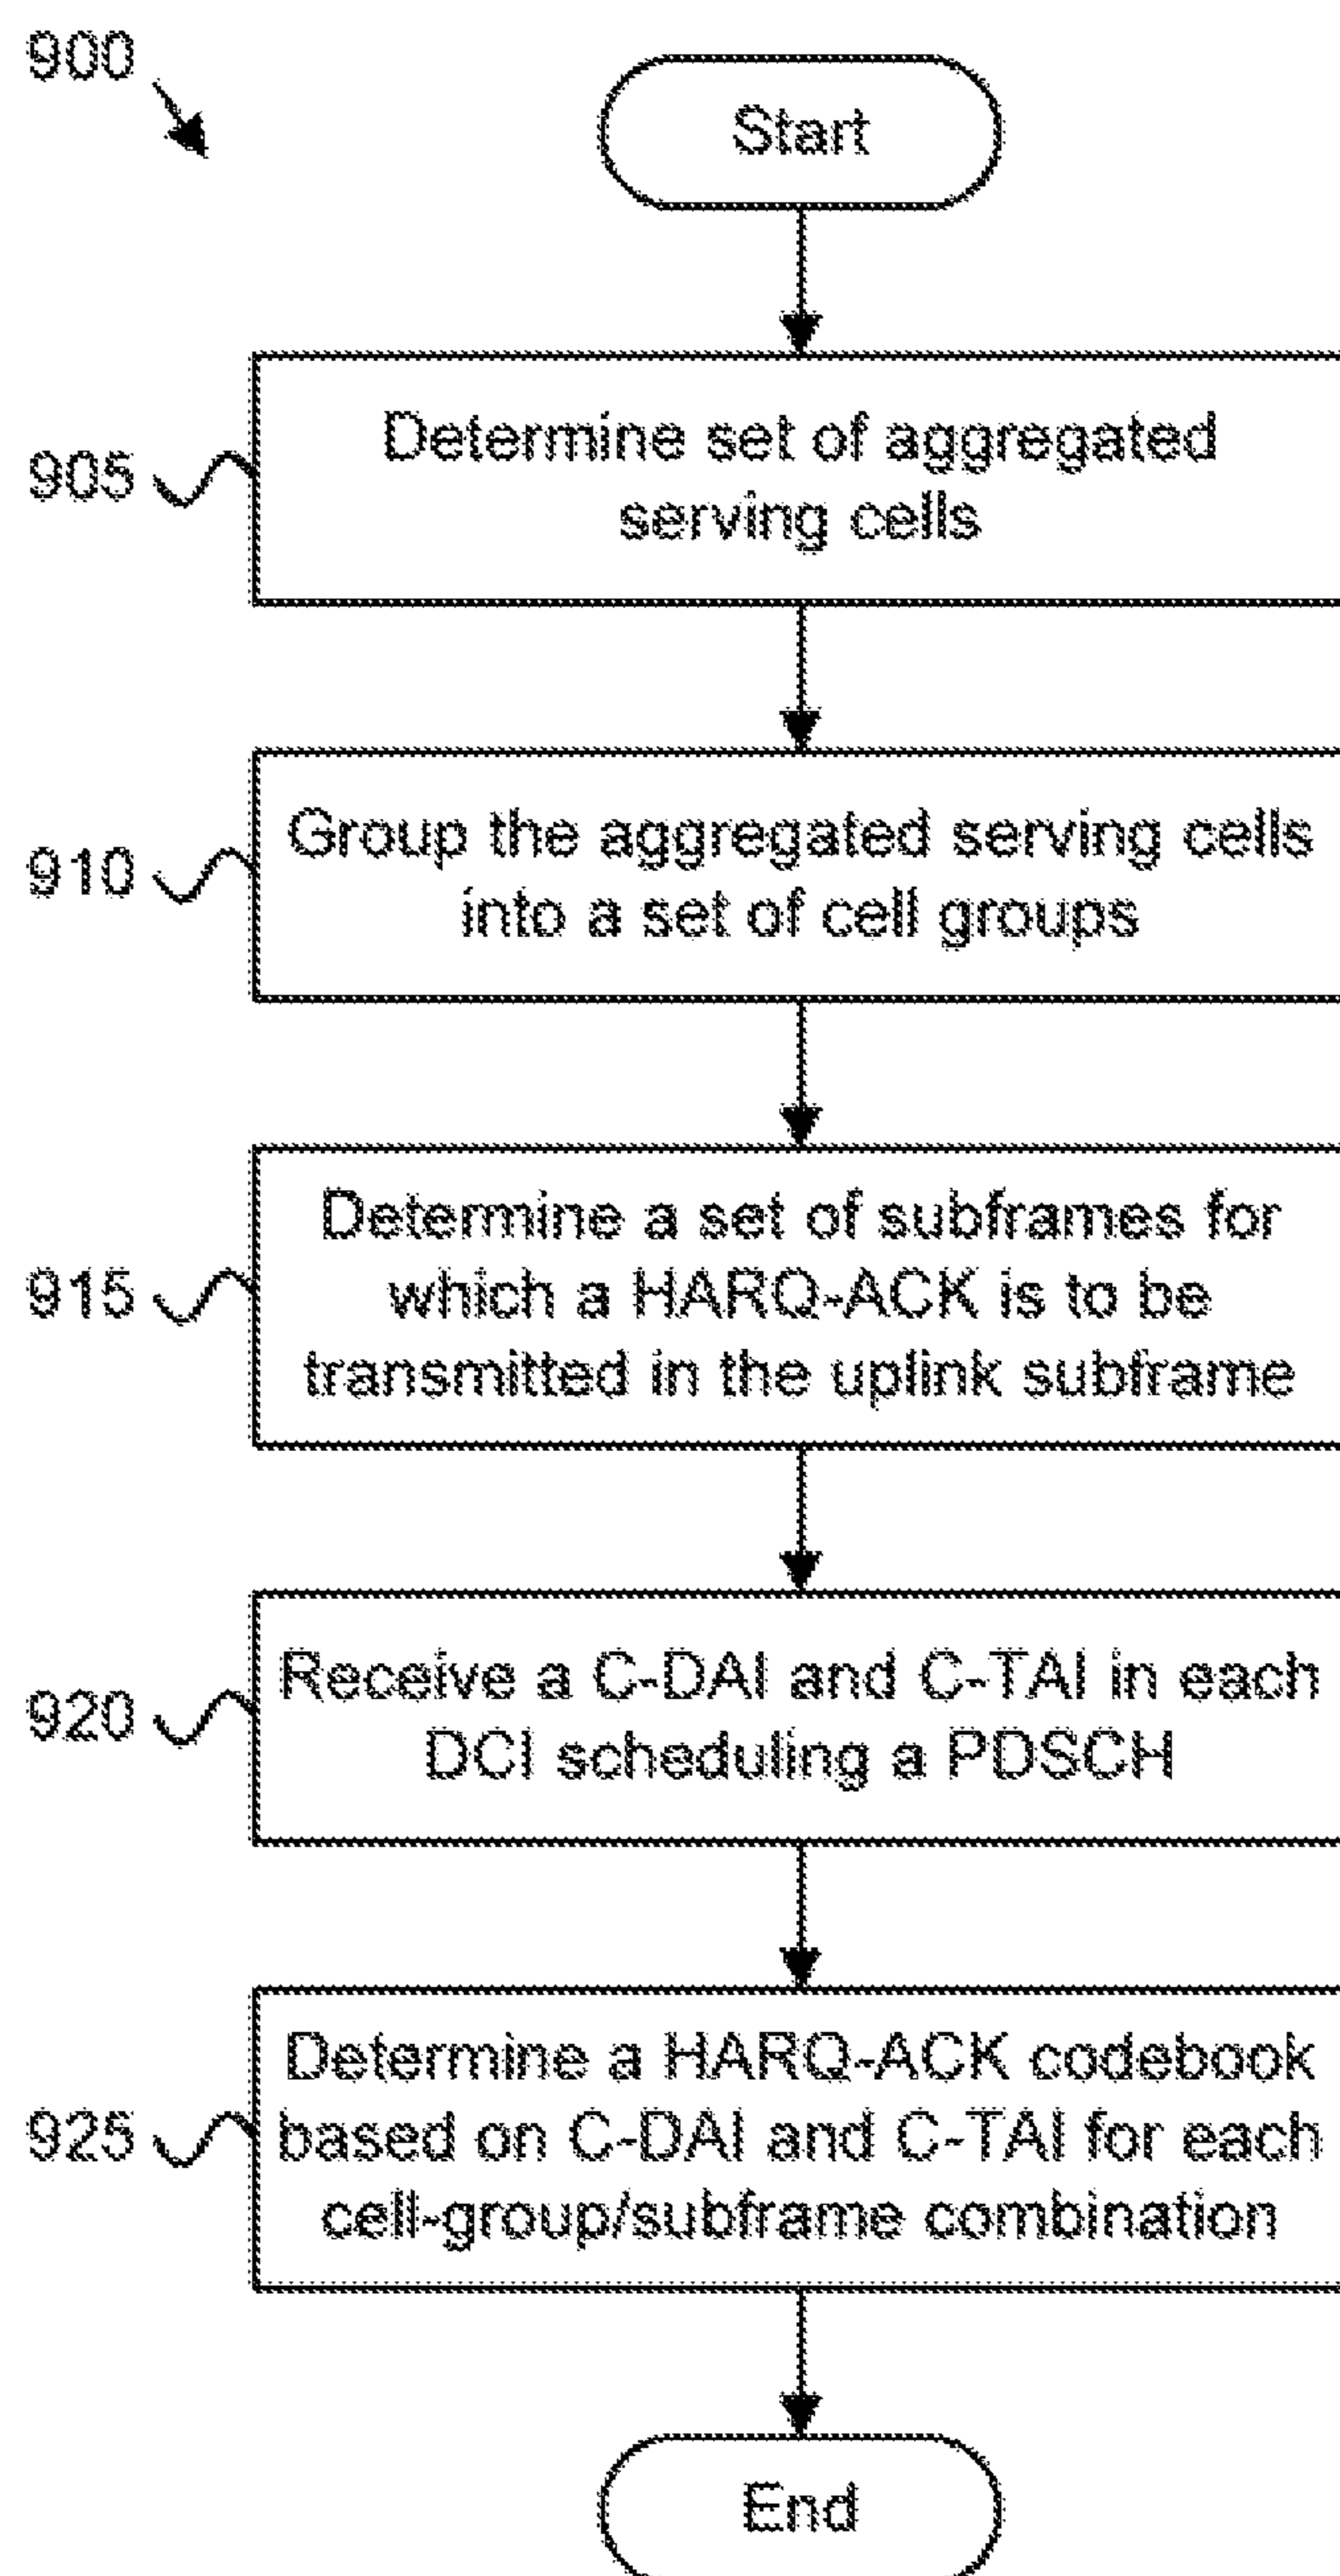 900
Start
905
Determine set of aggregated
serving cells
910
Group the aggregated serving cells
into a set of cell groups
915
Determine a set of subframes for
which a HARQ-ACK is to be
transmitted in the uplink subframe
920
Receive a C-DAI and C-TAI in each
DCI scheduling a PDSCH
925
Determine a HARQ-ACK codebook
based on C-DAI and C-TAI for each
cell-group/subframe combination
End